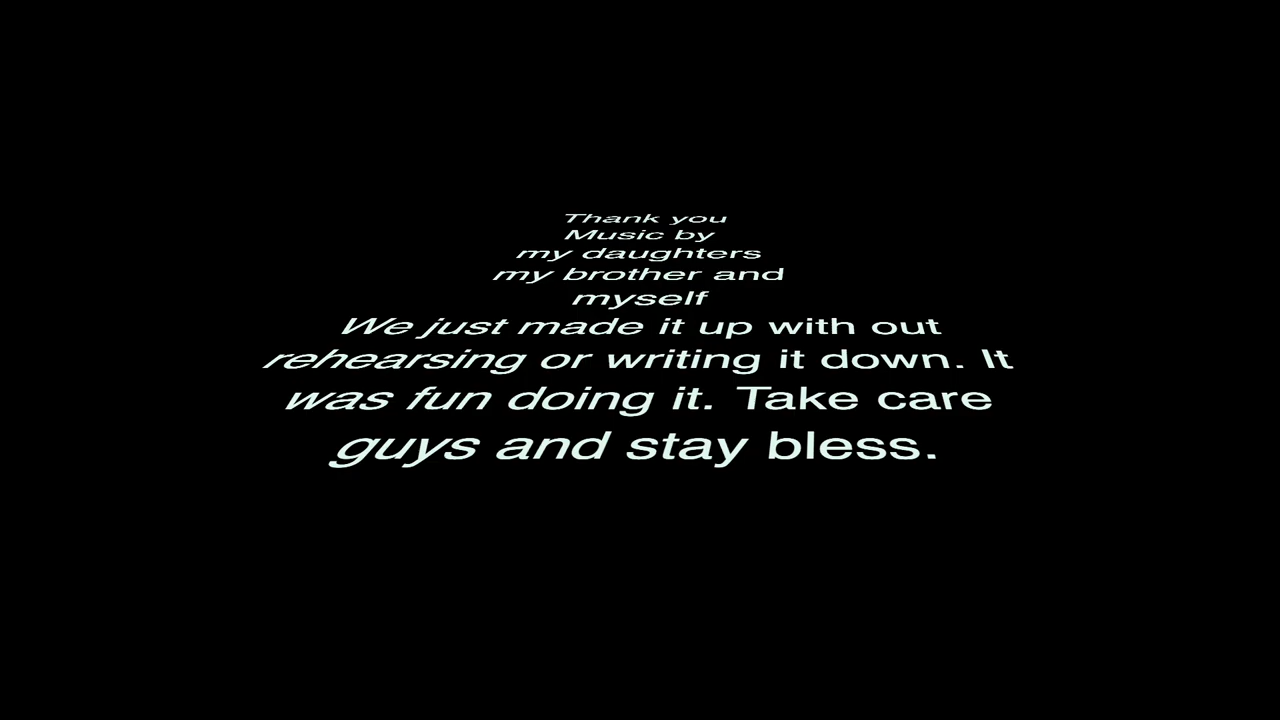 Thank you
Music by
my daughters
my brother and
myself
We just made it up with out
rehearsing or writing it down. It
was fun doing it. Take care
guys and stay bless.